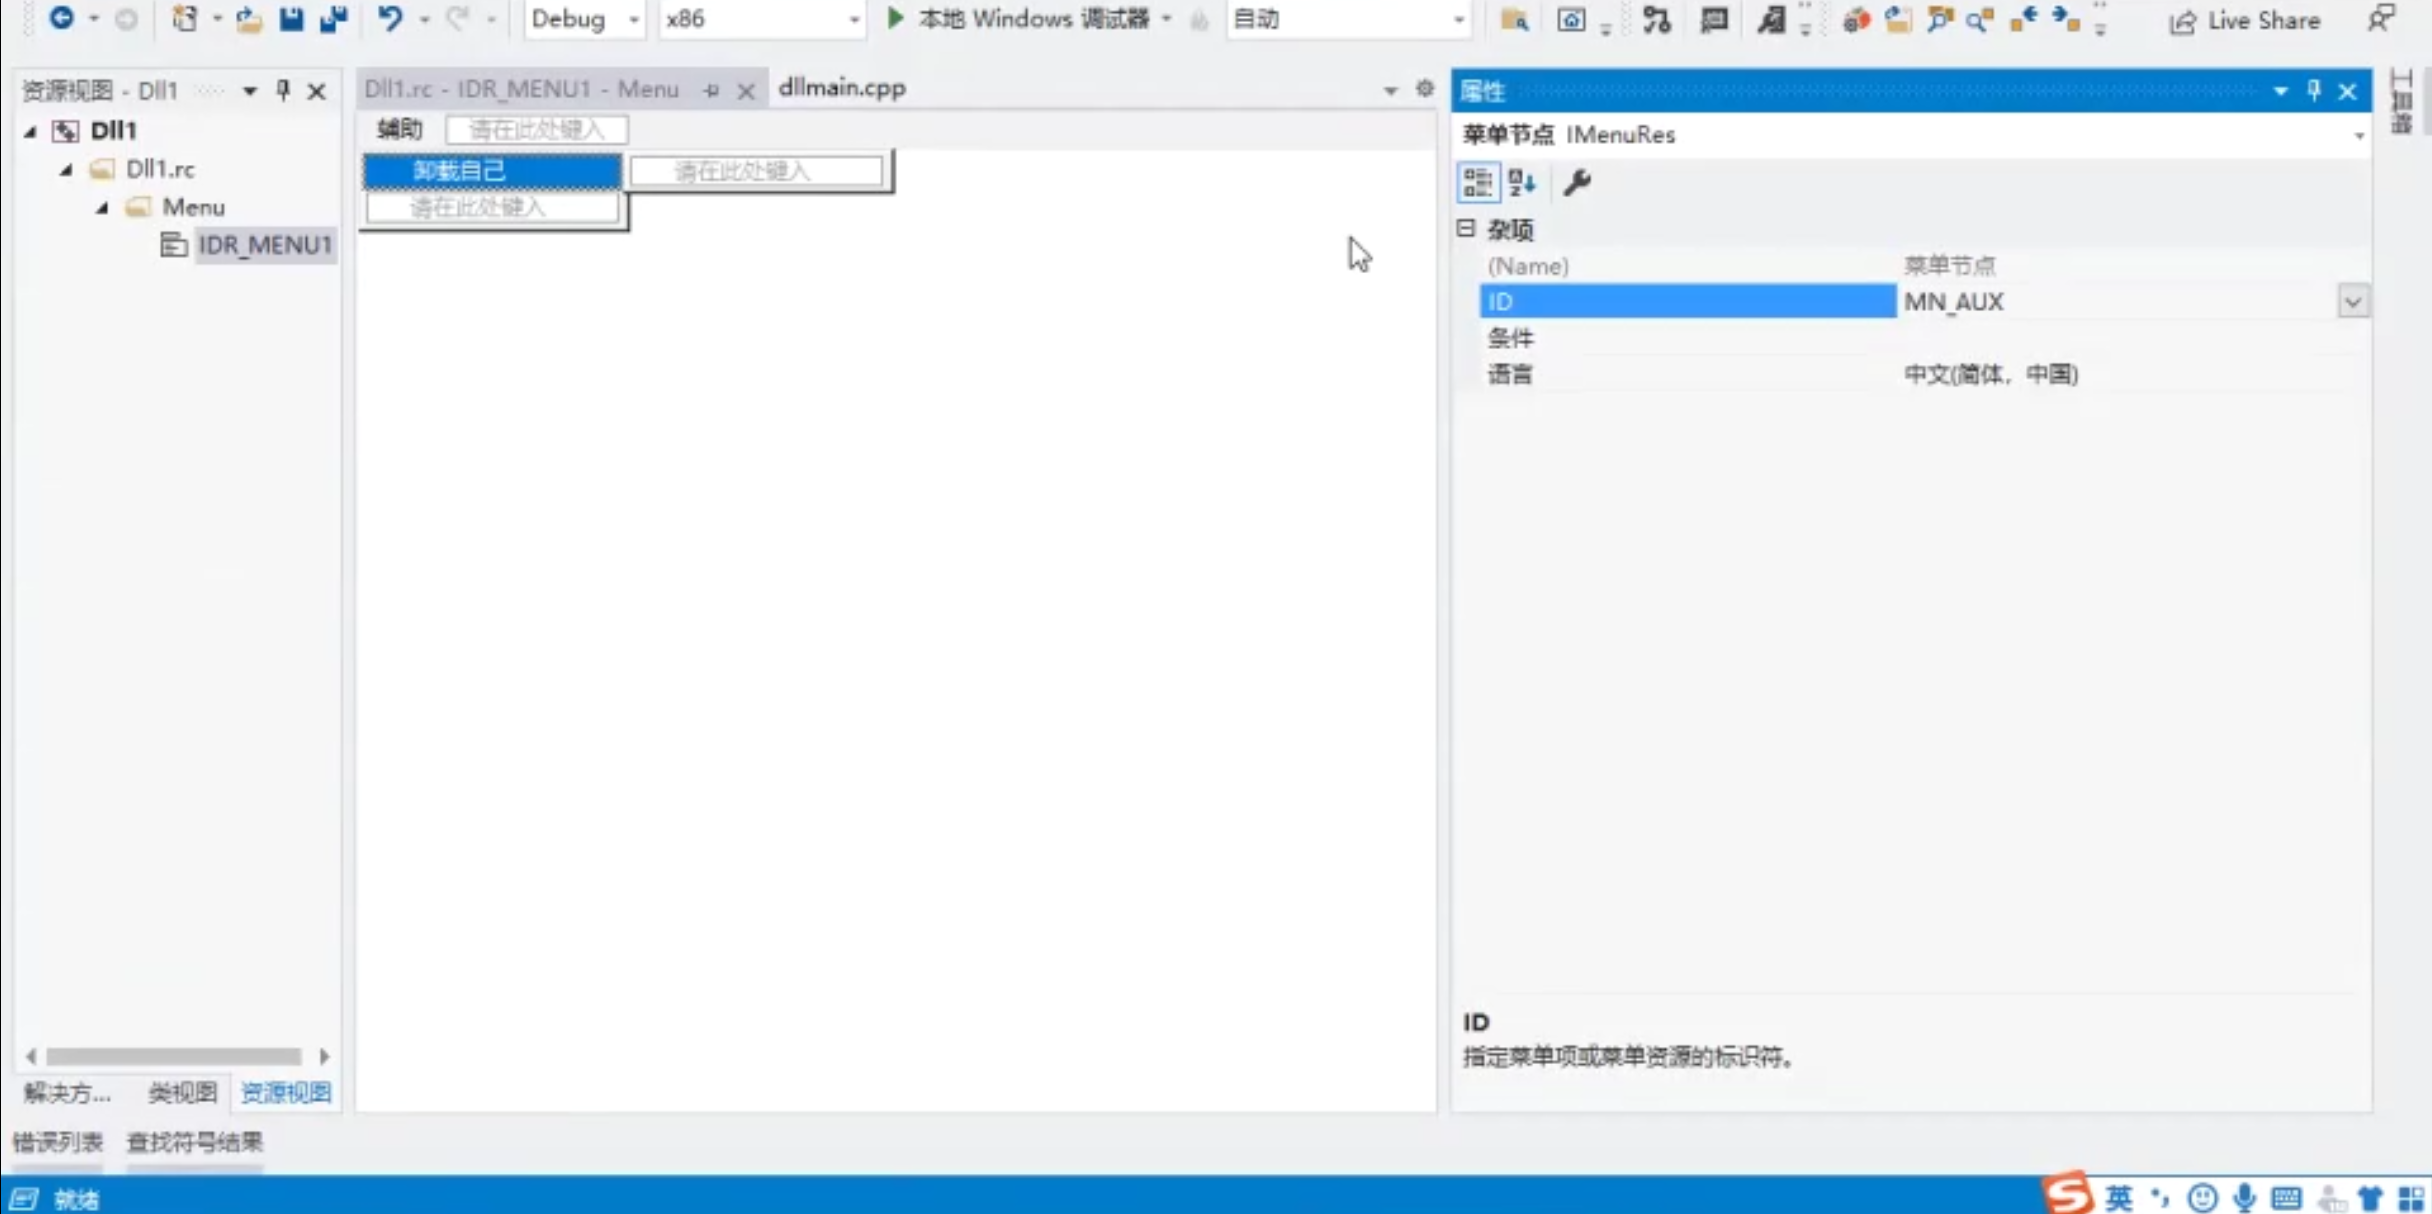 Debug x86 本地 Windows 调试器 自动 Live Share
资源视图 - Dll1
Dll1
Dll1.rc
Menu
IDR_MENU1
解决方... 类视图 资源视图
Dll1.rc - IDR_MENU1 - Menu dllmain.cpp
辅助 请在此处键入
卸载自己 请在此处键入
请在此处键入
属性
菜单节点 IMenuRes
杂项
(Name) 菜单节点
ID MN_AUX
条件
语言 中文(简体，中国)
ID
指定菜单项或菜单资源的标识符。
工具箱
错误列表 查找符号结果
就绪
英